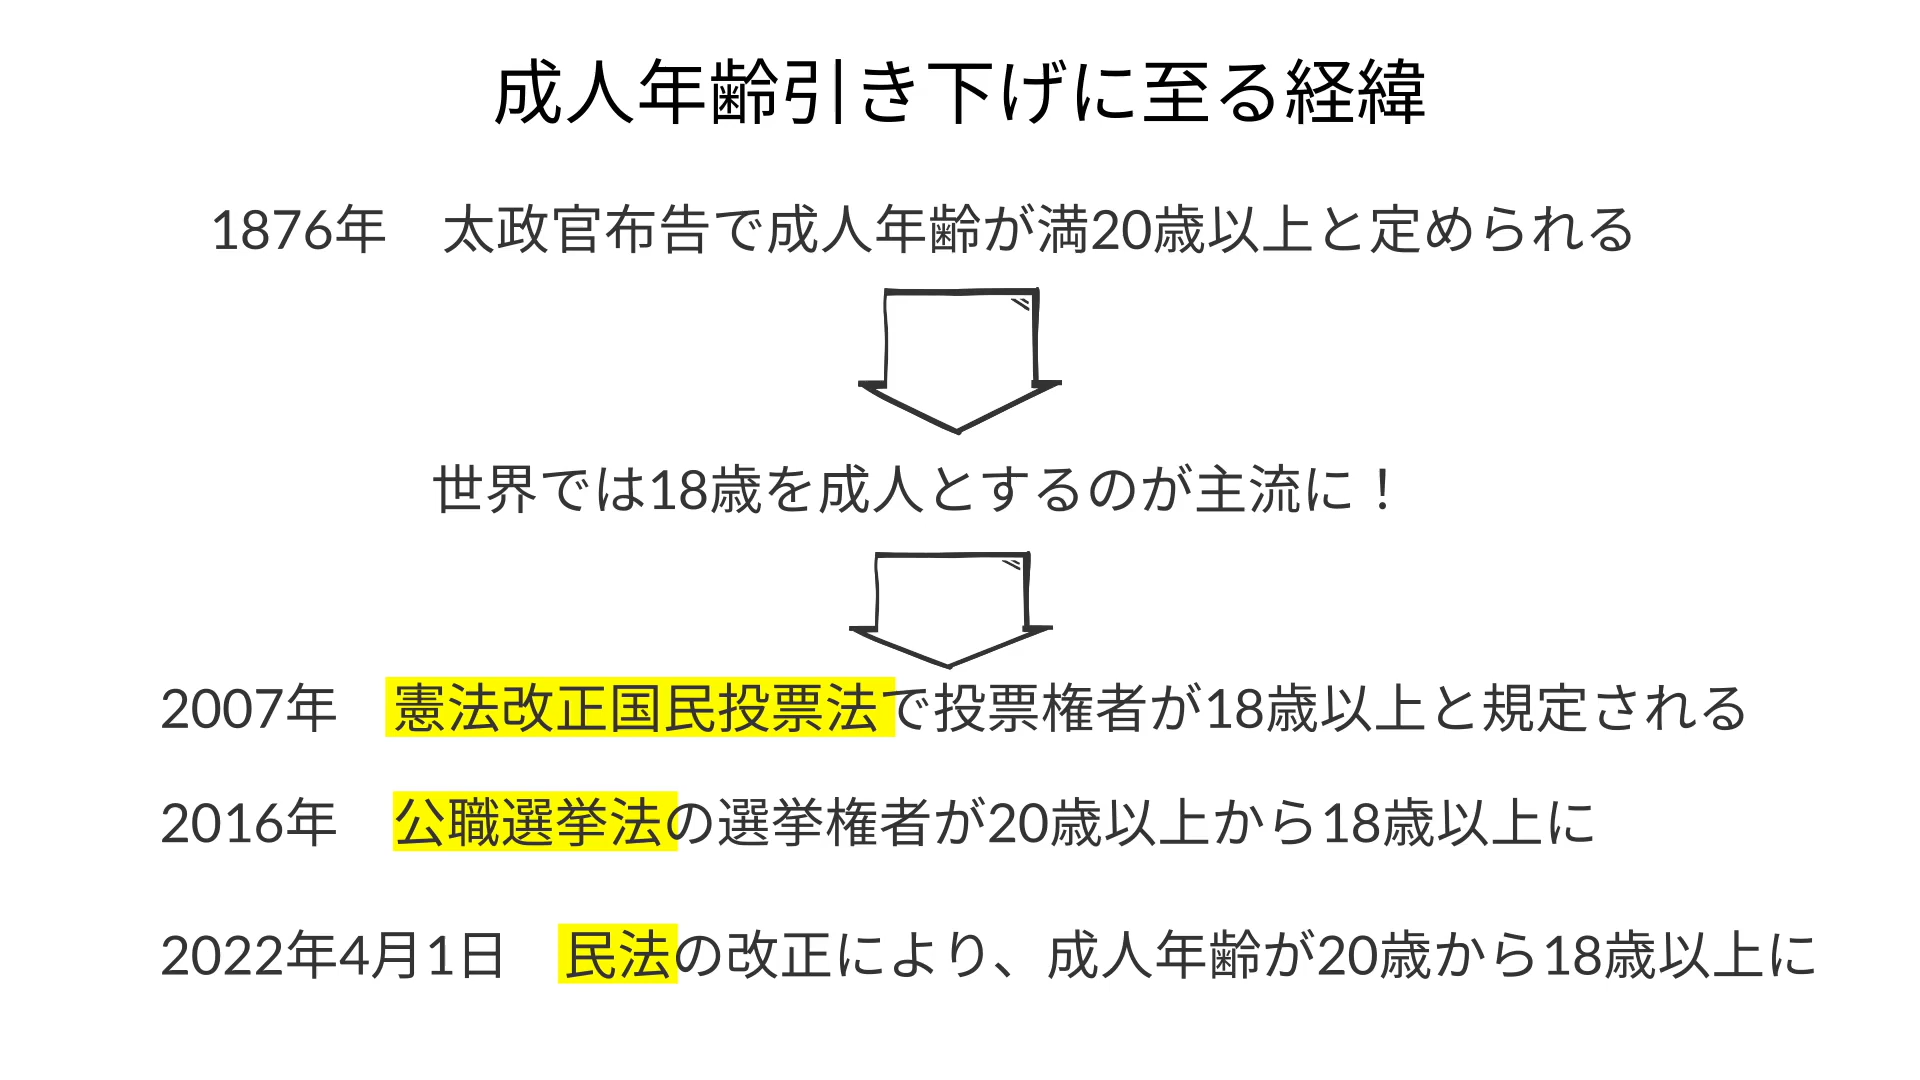 成人年齢引き下げに至る経緯
1876年　太政官布告で成人年齢が満20歳以上と定められる
世界では18歳を成人とするのが主流に！
2007年　憲法改正国民投票法で投票権者が18歳以上と規定される
2016年　公職選挙法の選挙権者が20歳以上から18歳以上に
2022年4月1日　民法の改正により、成人年齢が20歳から18歳以上に